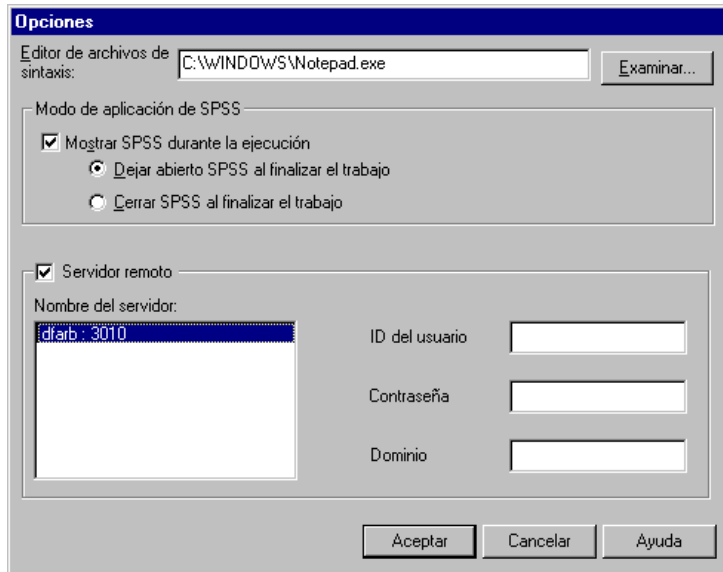 Opciones
Editor de archivos de
sintaxis:
C:\WINDOWS\Notepad.exe
Examinar...
Modo de aplicación de SPSS
Mostrar SPSS durante la ejecución
Dejar abierto SPSS al finalizar el trabajo
Cerrar SPSS al finalizar el trabajo
Servidor remoto
Nombre del servidor:
dfarb : 3010
ID del usuario
Contraseña
Dominio
Aceptar Cancelar Ayuda